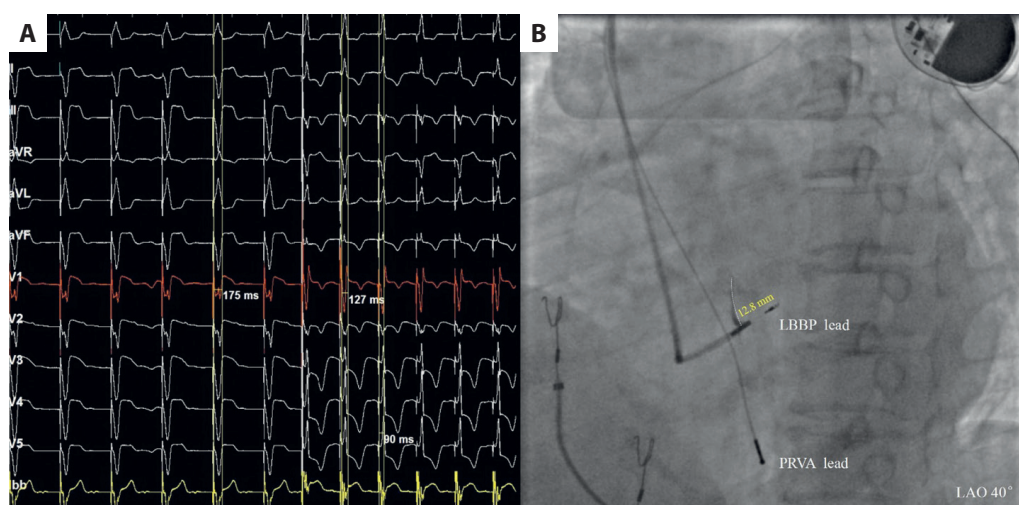 A
II
III
aVR
aVL
aVF
V1
175 ms
127 ms
V2
V3
V4
90 ms
V5
lbb
B
12.8 mm
LBBP lead
PRVA lead
LAO 40°